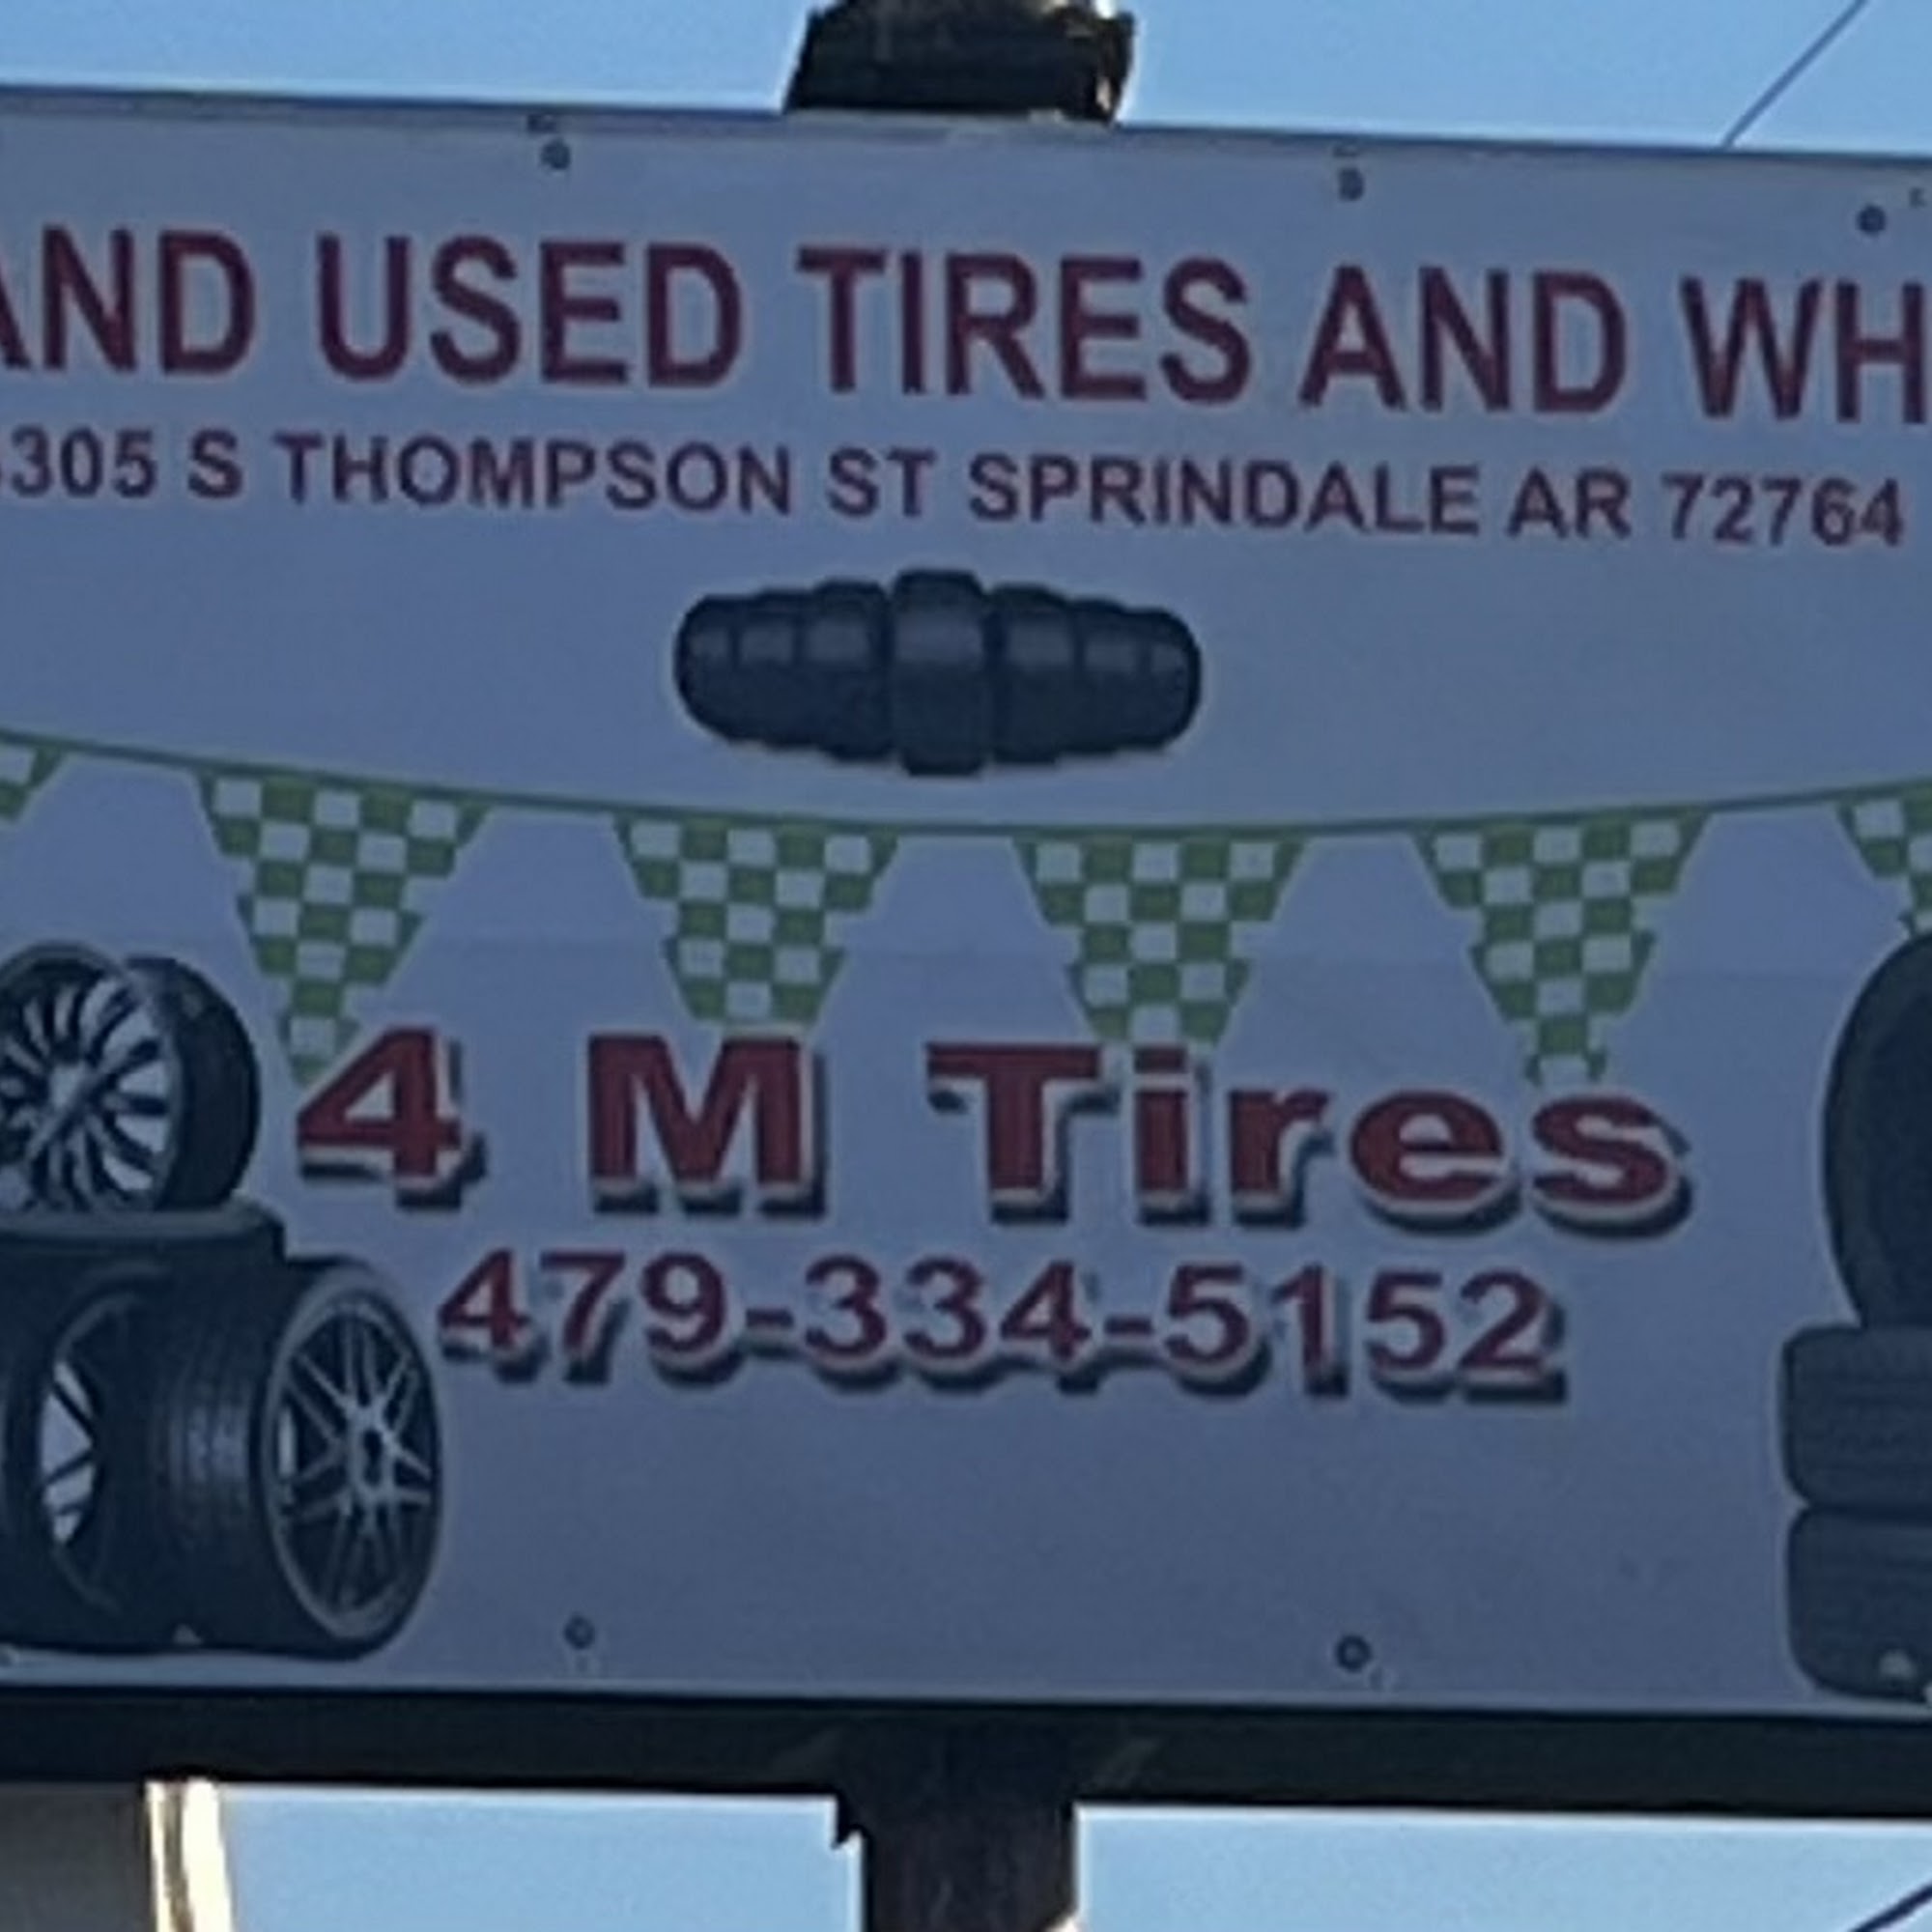 AND USED TIRES AND WH
305 S THOMPSON ST SPRINDALE AR 72764
4 M Tires
479-334-5152